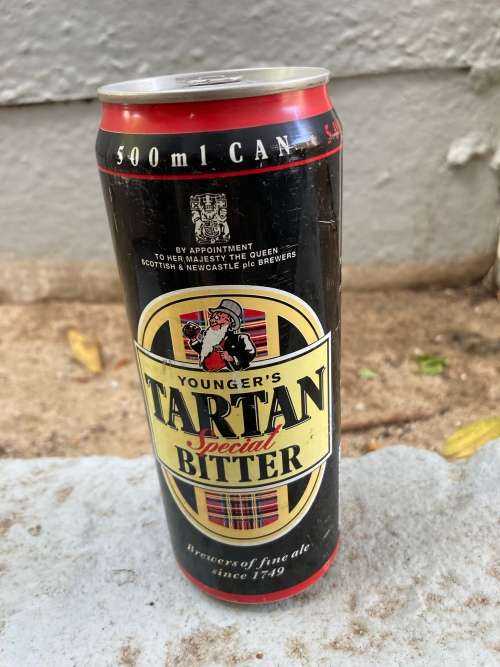 500ml CAN
BY APPOINTMENT
TO HER MAJESTY THE QUEEN
SCOTTISH & NEWCASTLE plc BREWERS
YOUNGER'S
TARTAN
Special
BITTER
Brewers of fine ale
since 1749